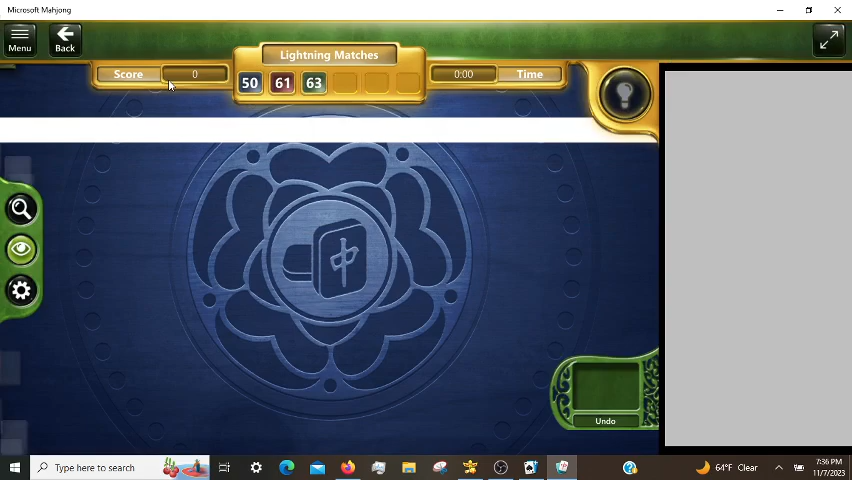 Microsoft Mahjong
Menu
Back
Lightning Matches
Score
0
50
61
63
0:00
Time
中
Undo
Type here to search
64°F Clear
7:36 PM
11/7/2023